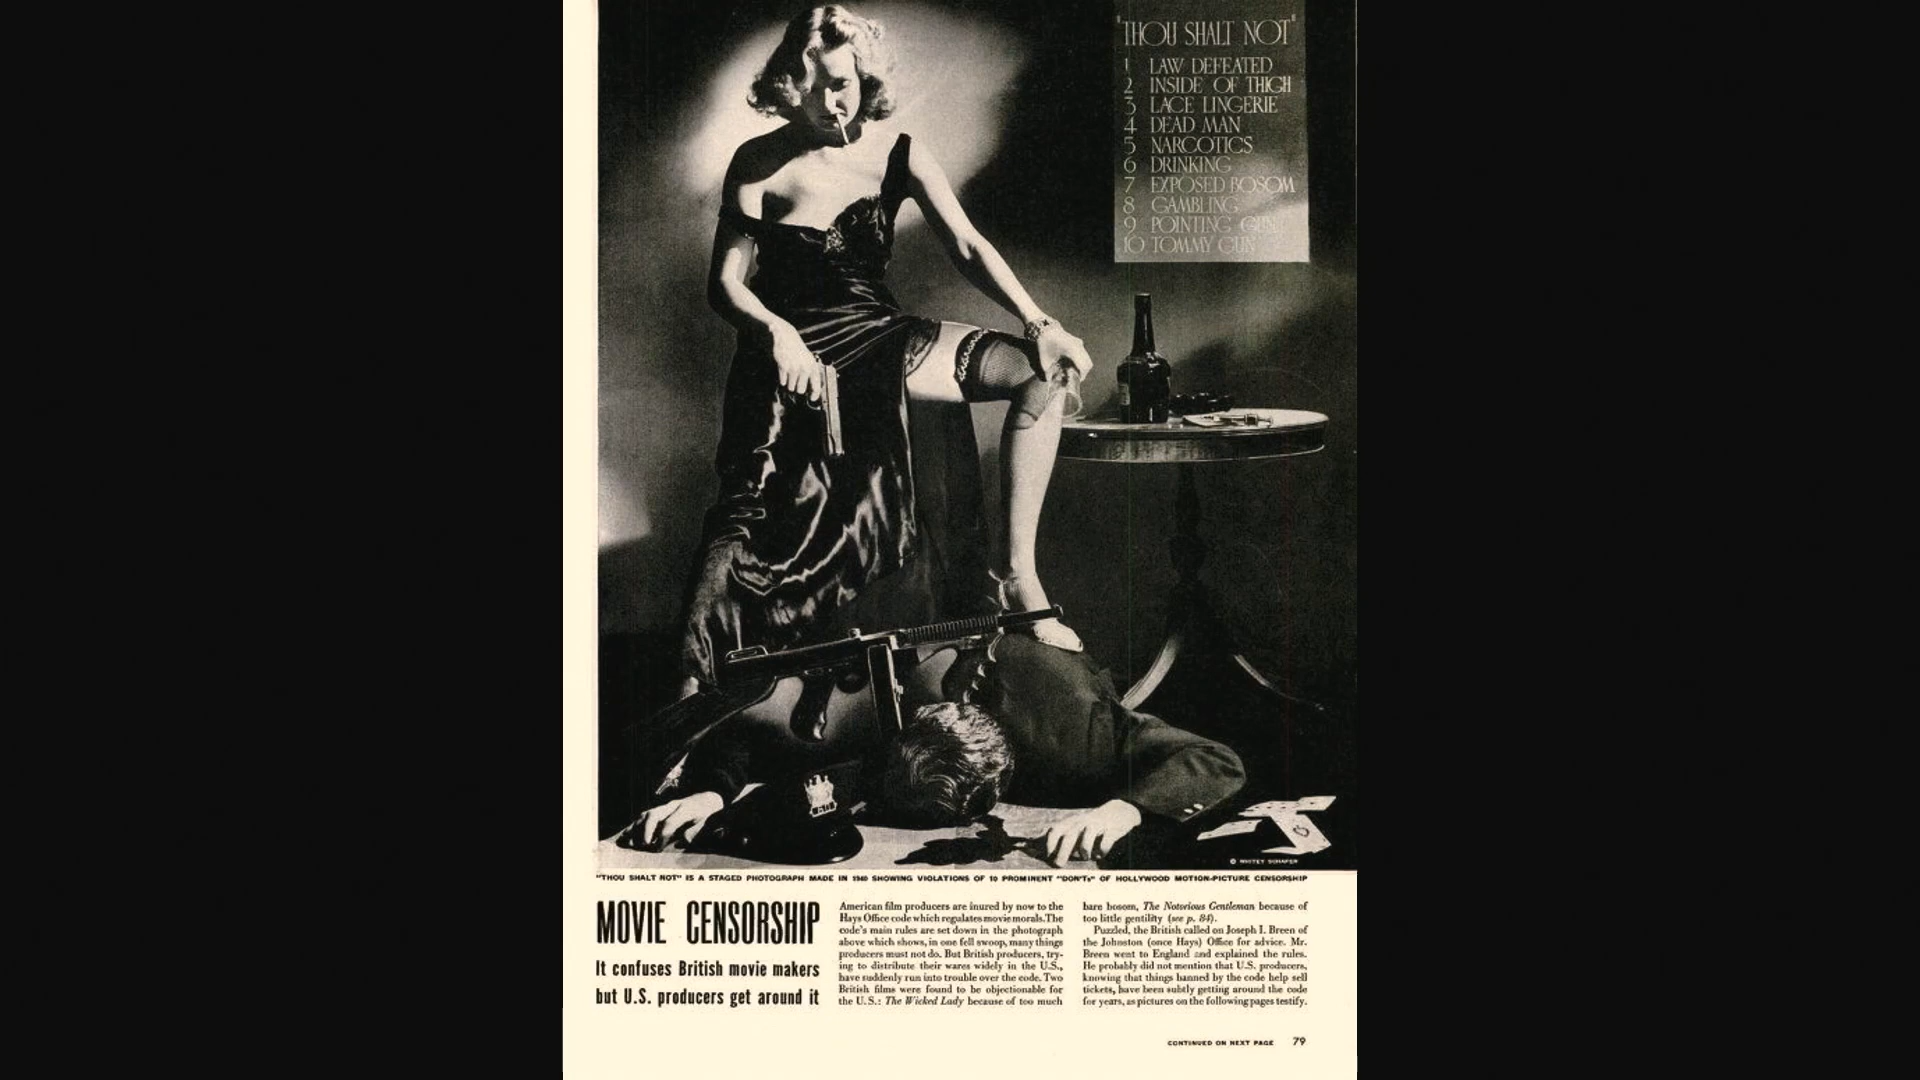 "THOU SHALT NOT"
1 LAW DEFEATED
2 INSIDE OF THIGH
3 LACE LINGERIE
4 DEAD MAN
5 NARCOTICS
6 DRINKING
7 EXPOSED BOSOM
8 GAMBLING
9 POINTING GUN
10 TOMMY GUN
© WHITEY SCHAFER
"THOU SHALT NOT" IS A STAGED PHOTOGRAPH MADE IN 1940 SHOWING VIOLATIONS OF 10 PROMINENT "DON'Ts" OF HOLLYWOOD MOTION-PICTURE CENSORSHIP
MOVIE CENSORSHIP
It confuses British movie makers
but U.S. producers get around it
American film producers are inured by now to the
Hays Office code which regulates movie morals. The
code's main rules are set down in the photograph
above which shows, in one fell swoop, many things
producers must not do. But British producers, try-
ing to distribute their wares widely in the U.S.,
have suddenly run into trouble over the code. Two
British films were found to be objectionable for
the U.S.: The Wicked Lady because of too much
bare bosom, The Notorious Gentleman because of
too little gentility (see p. 84).
Puzzled, the British called on Joseph I. Breen of
the Johnston (once Hays) Office for advice. Mr.
Breen went to England and explained the rules.
He probably did not mention that U.S. producers,
knowing that things banned by the code help sell
tickets, have been subtly getting around the code
for years, as pictures on the following pages testify.
CONTINUED ON NEXT PAGE 79